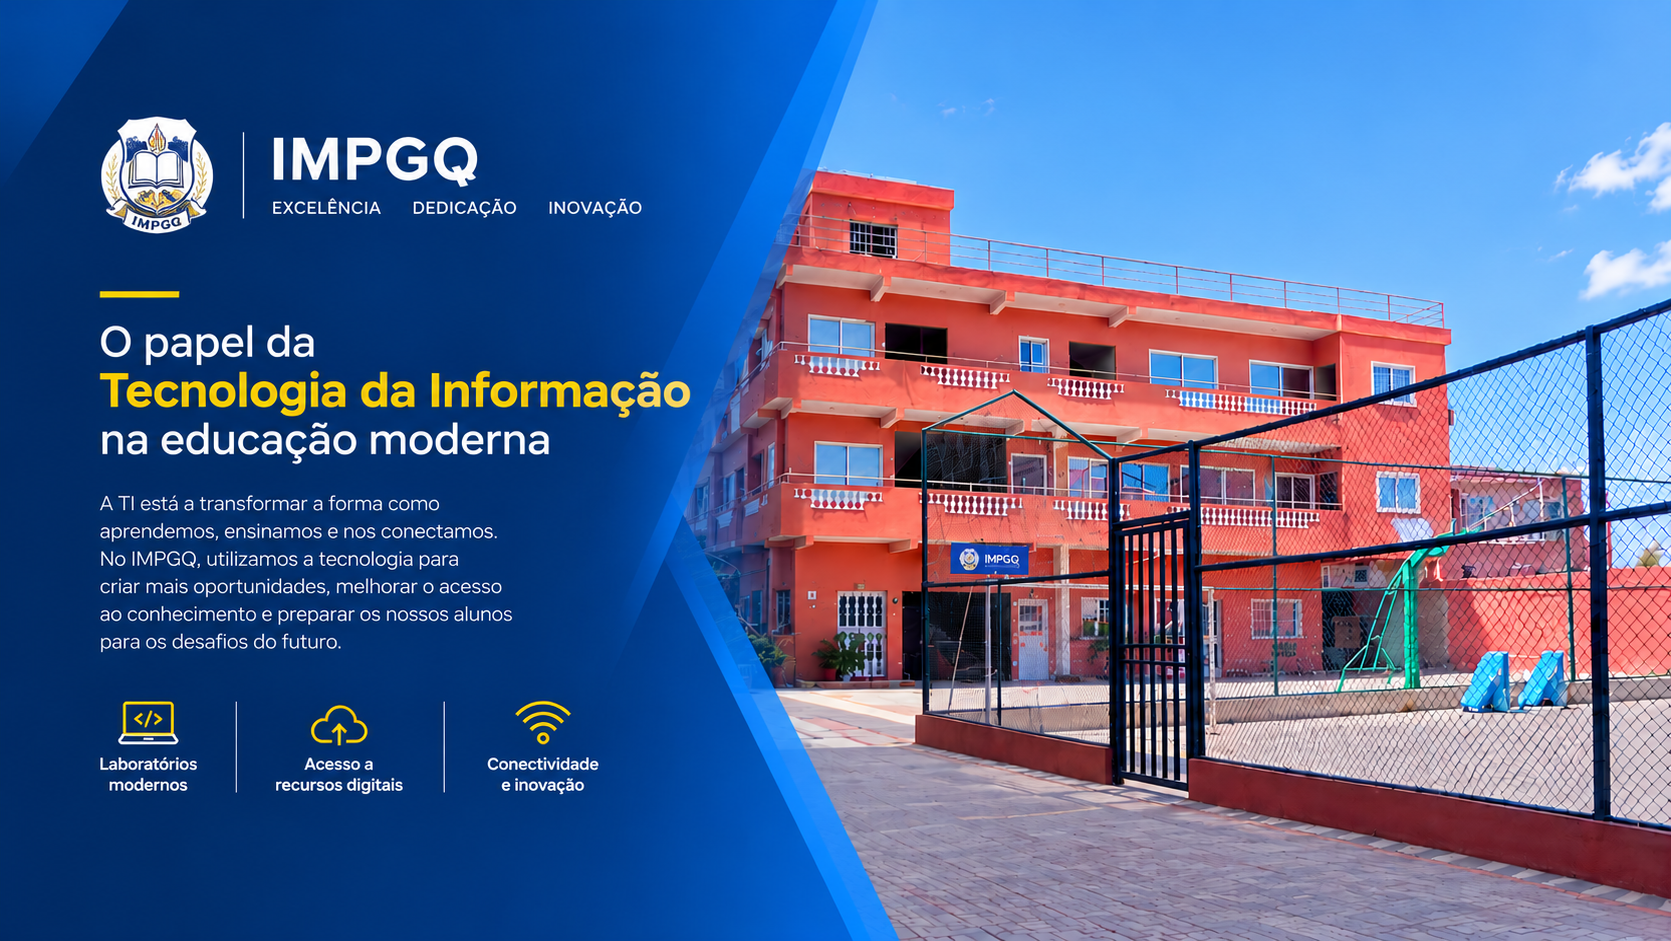 IMPGQ
IMPGQ
EXCELÊNCIA DEDICAÇÃO INOVAÇÃO
O papel da
Tecnologia da Informação
na educação moderna
A TI está a transformar a forma como
aprendemos, ensinamos e nos conectamos.
No IMPGQ, utilizamos a tecnologia para
criar mais oportunidades, melhorar o acesso
ao conhecimento e preparar os nossos alunos
para os desafios do futuro.
Laboratórios
modernos
Acesso a
recursos digitais
Conectividade
e inovação
IMPGQ